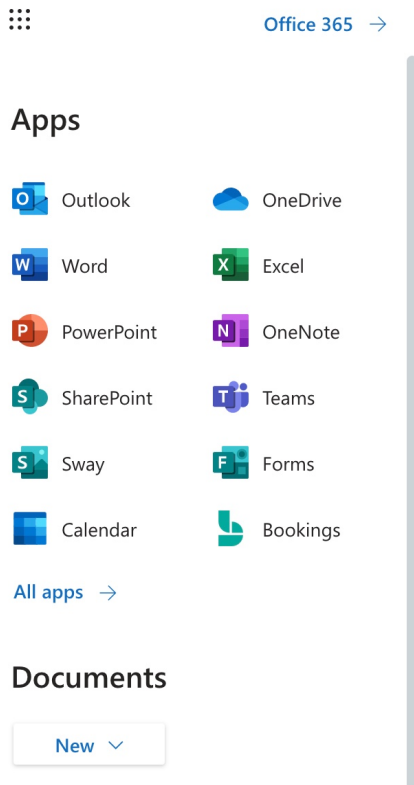 Office 365
Apps
Outlook
OneDrive
Word
Excel
PowerPoint
OneNote
SharePoint
Teams
Sway
Forms
Calendar
Bookings
All apps
Documents
New